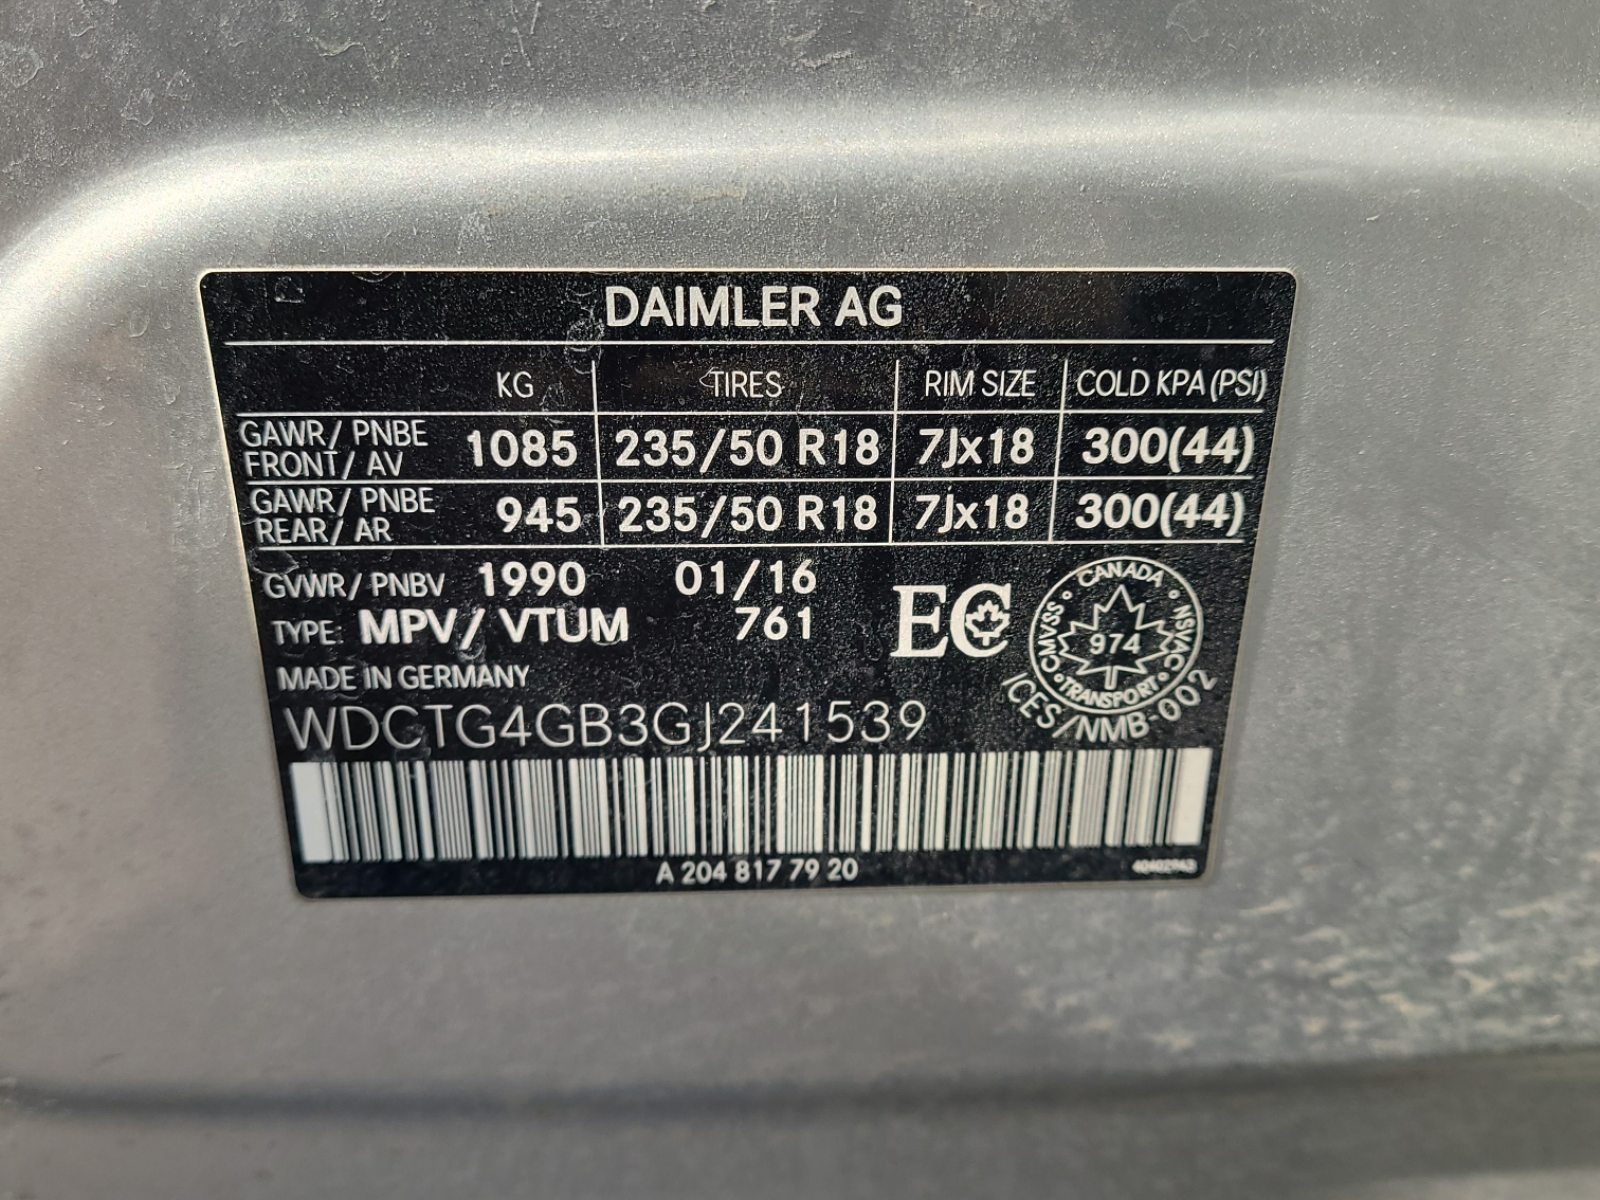 DAIMLER AG
KG TIRES RIM SIZE COLD KPA (PSI)
GAWR/ PNBE FRONT/ AV 1085 235/50 R18 7Jx18 300(44)
GAWR/ PNBE REAR/ AR 945 235/50 R18 7Jx18 300(44)
GVWR/ PNBV 1990 01/16
TYPE: MPV/ VTUM 761
EC
CANADA
CMVSS 974 NSVAC
TRANSPORT
ICES/NMB-002
MADE IN GERMANY
WDCTG4GB3GJ241539
A 204 817 79 20